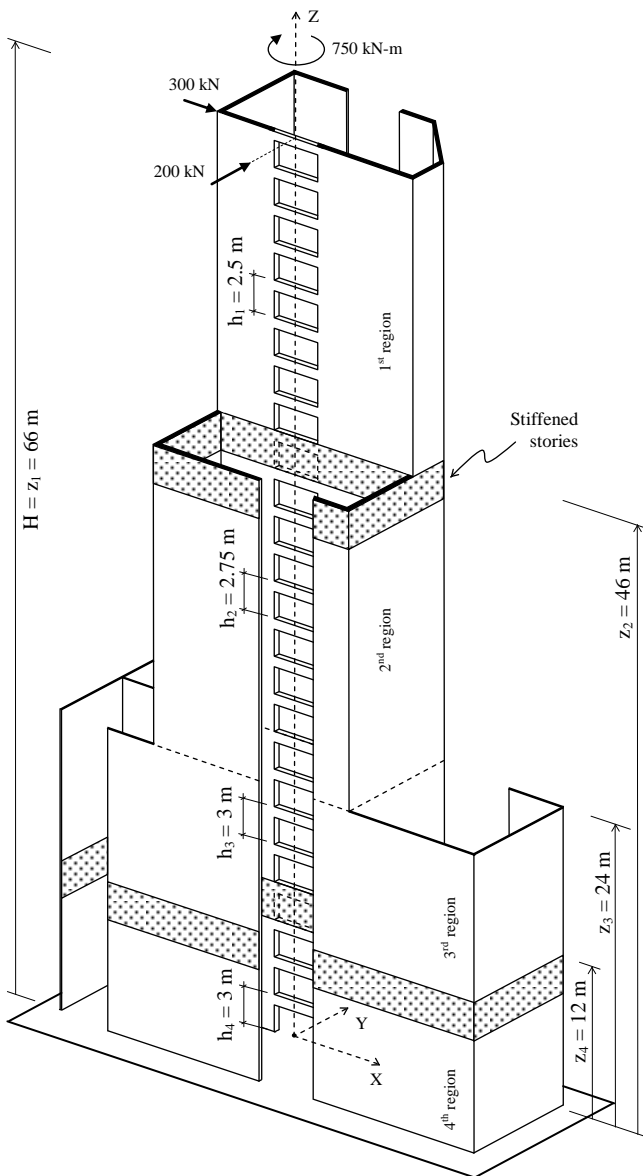 Z
750 kN-m
300 kN
200 kN
h₁ = 2.5 m
1ˢᵗ region
Stiffened
stories
H = z₁ = 66 m
h₂ = 2.75 m
2ⁿᵈ region
z₂ = 46 m
h₃ = 3 m
3ʳᵈ region
z₃ = 24 m
h₄ = 3 m
z₄ = 12 m
Y
X
4ᵗʰ region